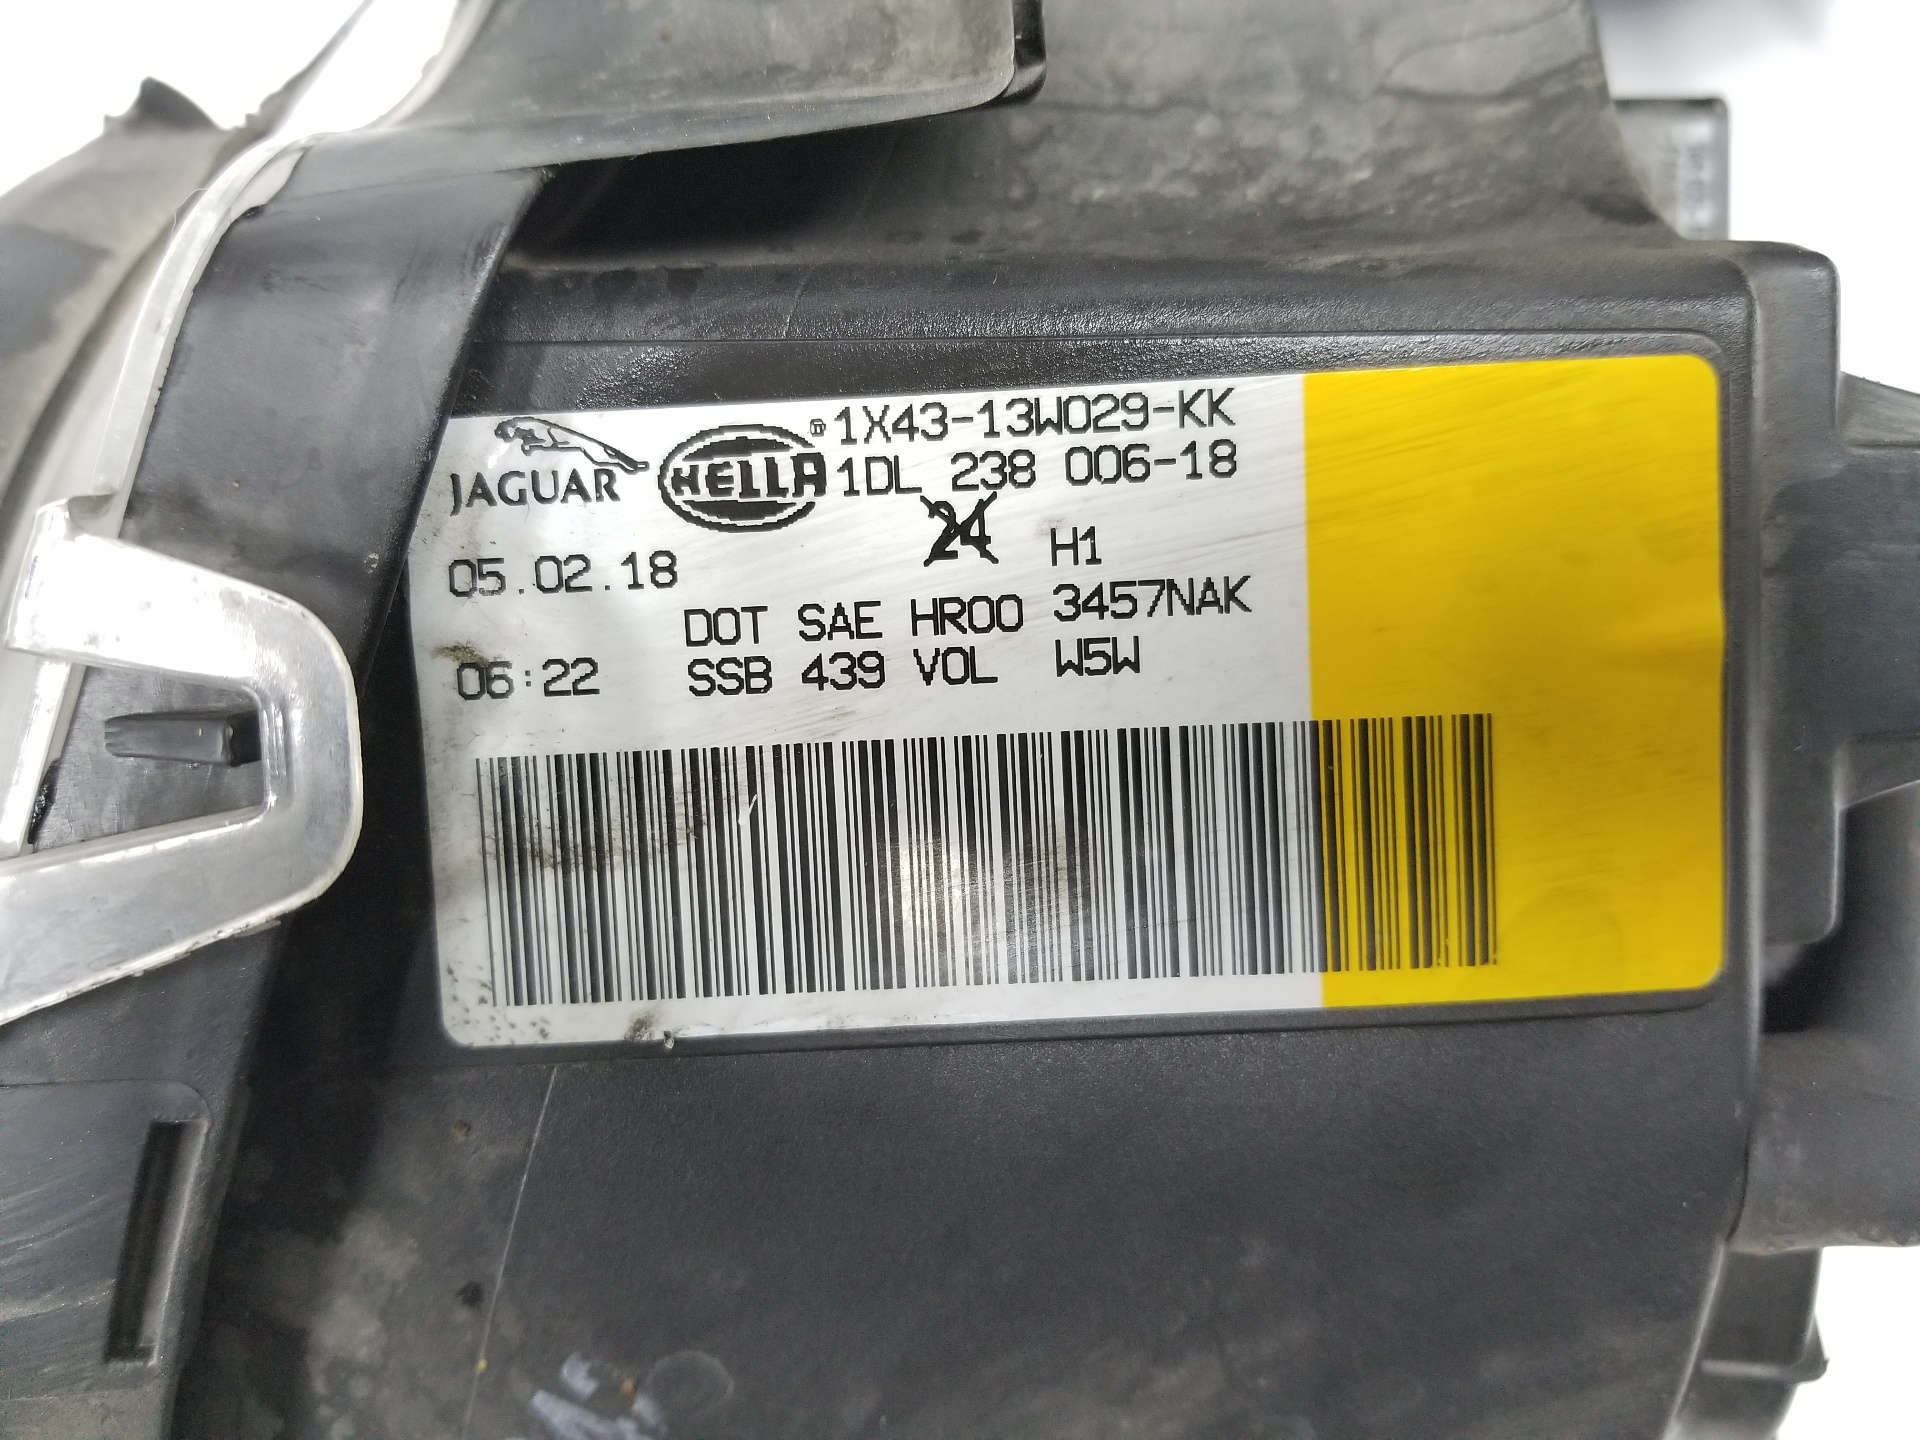 JAGUAR
HELLA
® 1X43-13W029-KK
1DL 238 006-18
24
H1
05.02.18
DOT SAE HR00 3457NAK
06:22
SSB 439 VOL W5W